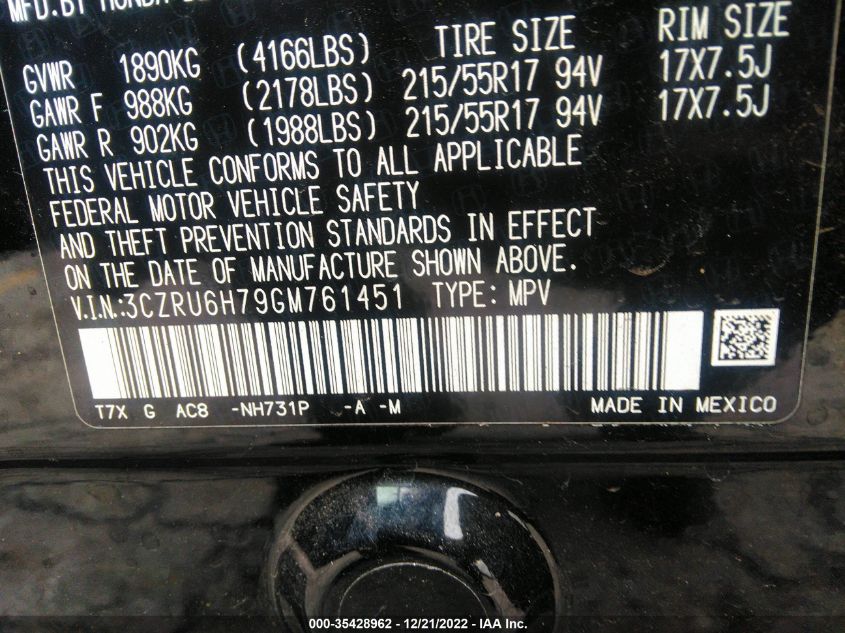 MFD.BY HONDA
GVWR 1890KG (4166LBS) TIRE SIZE RIM SIZE
GAWR F 988KG (2178LBS) 215/55R17 94V 17X7.5J
GAWR R 902KG (1988LBS) 215/55R17 94V 17X7.5J
THIS VEHICLE CONFORMS TO ALL APPLICABLE
FEDERAL MOTOR VEHICLE SAFETY
AND THEFT PREVENTION STANDARDS IN EFFECT
ON THE DATE OF MANUFACTURE SHOWN ABOVE.
V.I.N:3CZRU6H79GM761451 TYPE: MPV
T7X G AC8 -NH731P -A -M MADE IN MEXICO
000-35428962 - 12/21/2022 - IAA Inc.